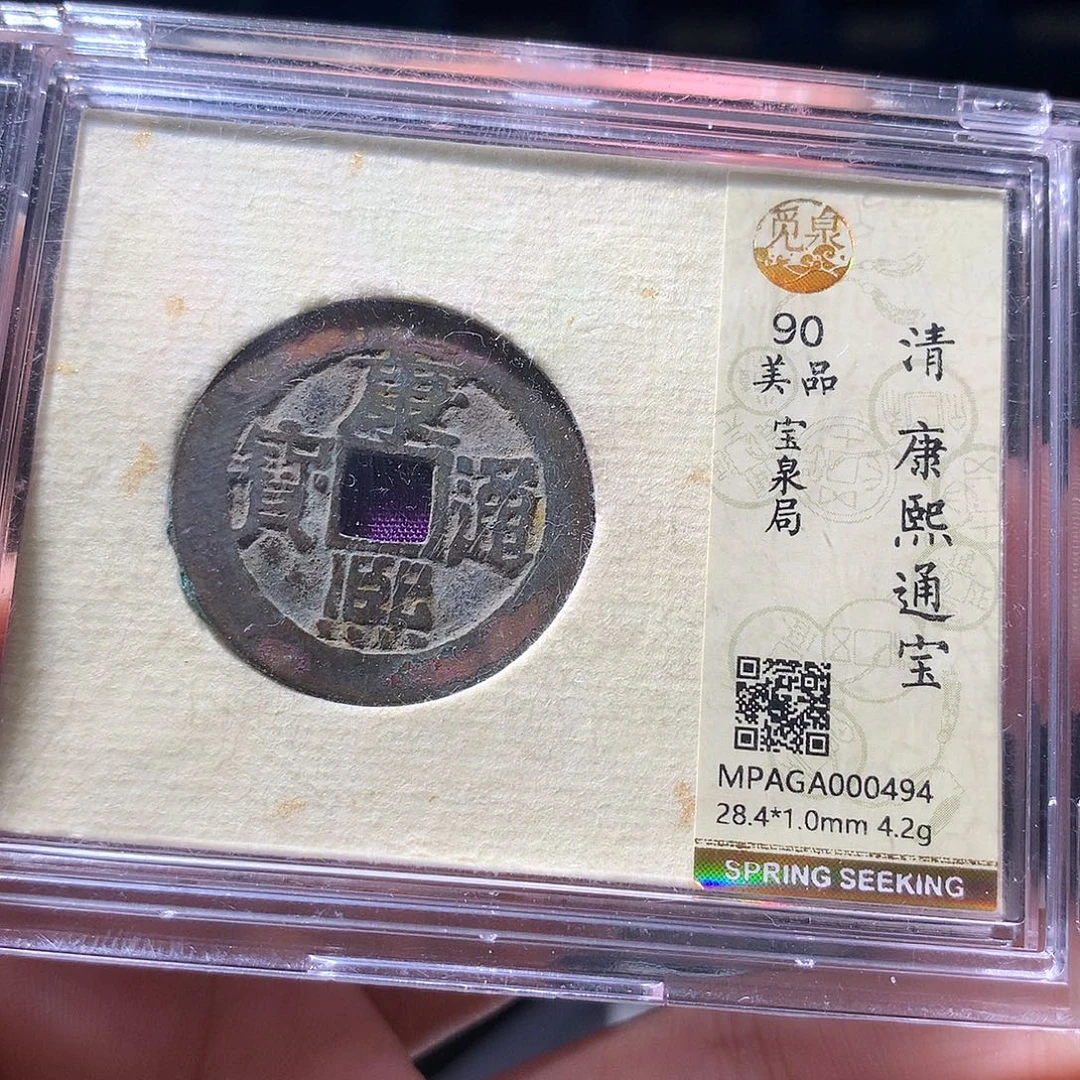 康熙通寶
觅泉
90
美品
宝泉局
清 康熙通宝
MPAGA000494
28.4*1.0mm 4.2g
SPRING SEEKING